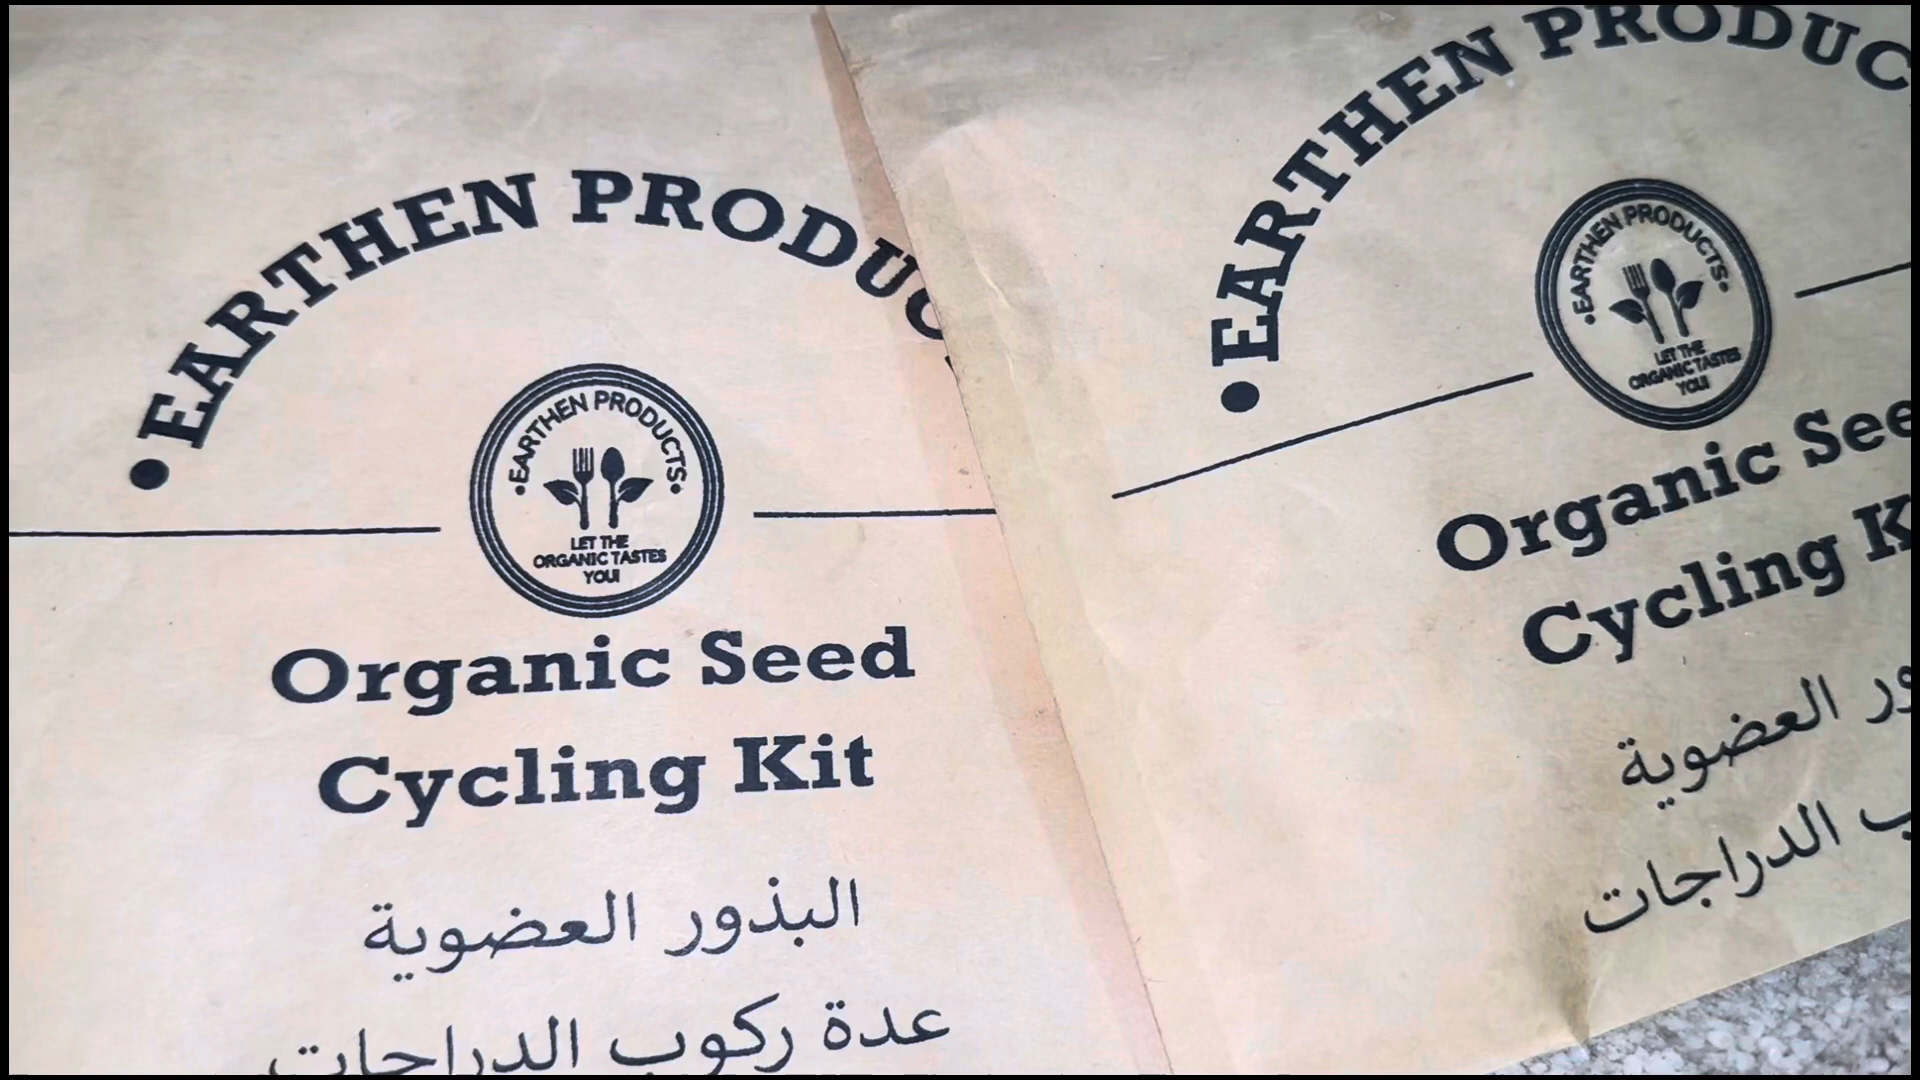 •EARTHEN PRODUC
•EARTHEN PRODUCTS•
LET THE
ORGANIC TASTES
YOU!
Organic Seed
Cycling Kit
البذور العضوية
عدة ركوب الدراجات
•EARTHEN PRODUC
•EARTHEN PRODUCTS•
LET THE
ORGANIC TASTES
YOU!
Organic See
Cycling K
ور العضوية
ب الدراجات